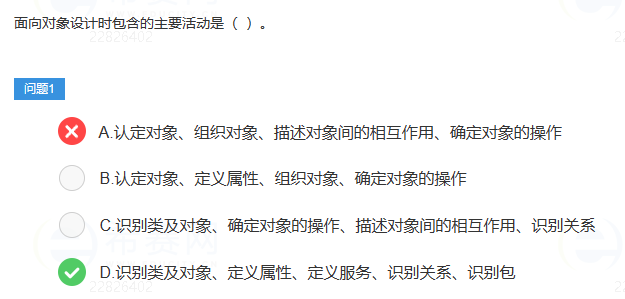 面向对象设计时包含的主要活动是（ ）。
问题1
A.认定对象、组织对象、描述对象间的相互作用、确定对象的操作
B.认定对象、定义属性、组织对象、确定对象的操作
C.识别类及对象、确定对象的操作、描述对象间的相互作用、识别关系
D.识别类及对象、定义属性、定义服务、识别关系、识别包